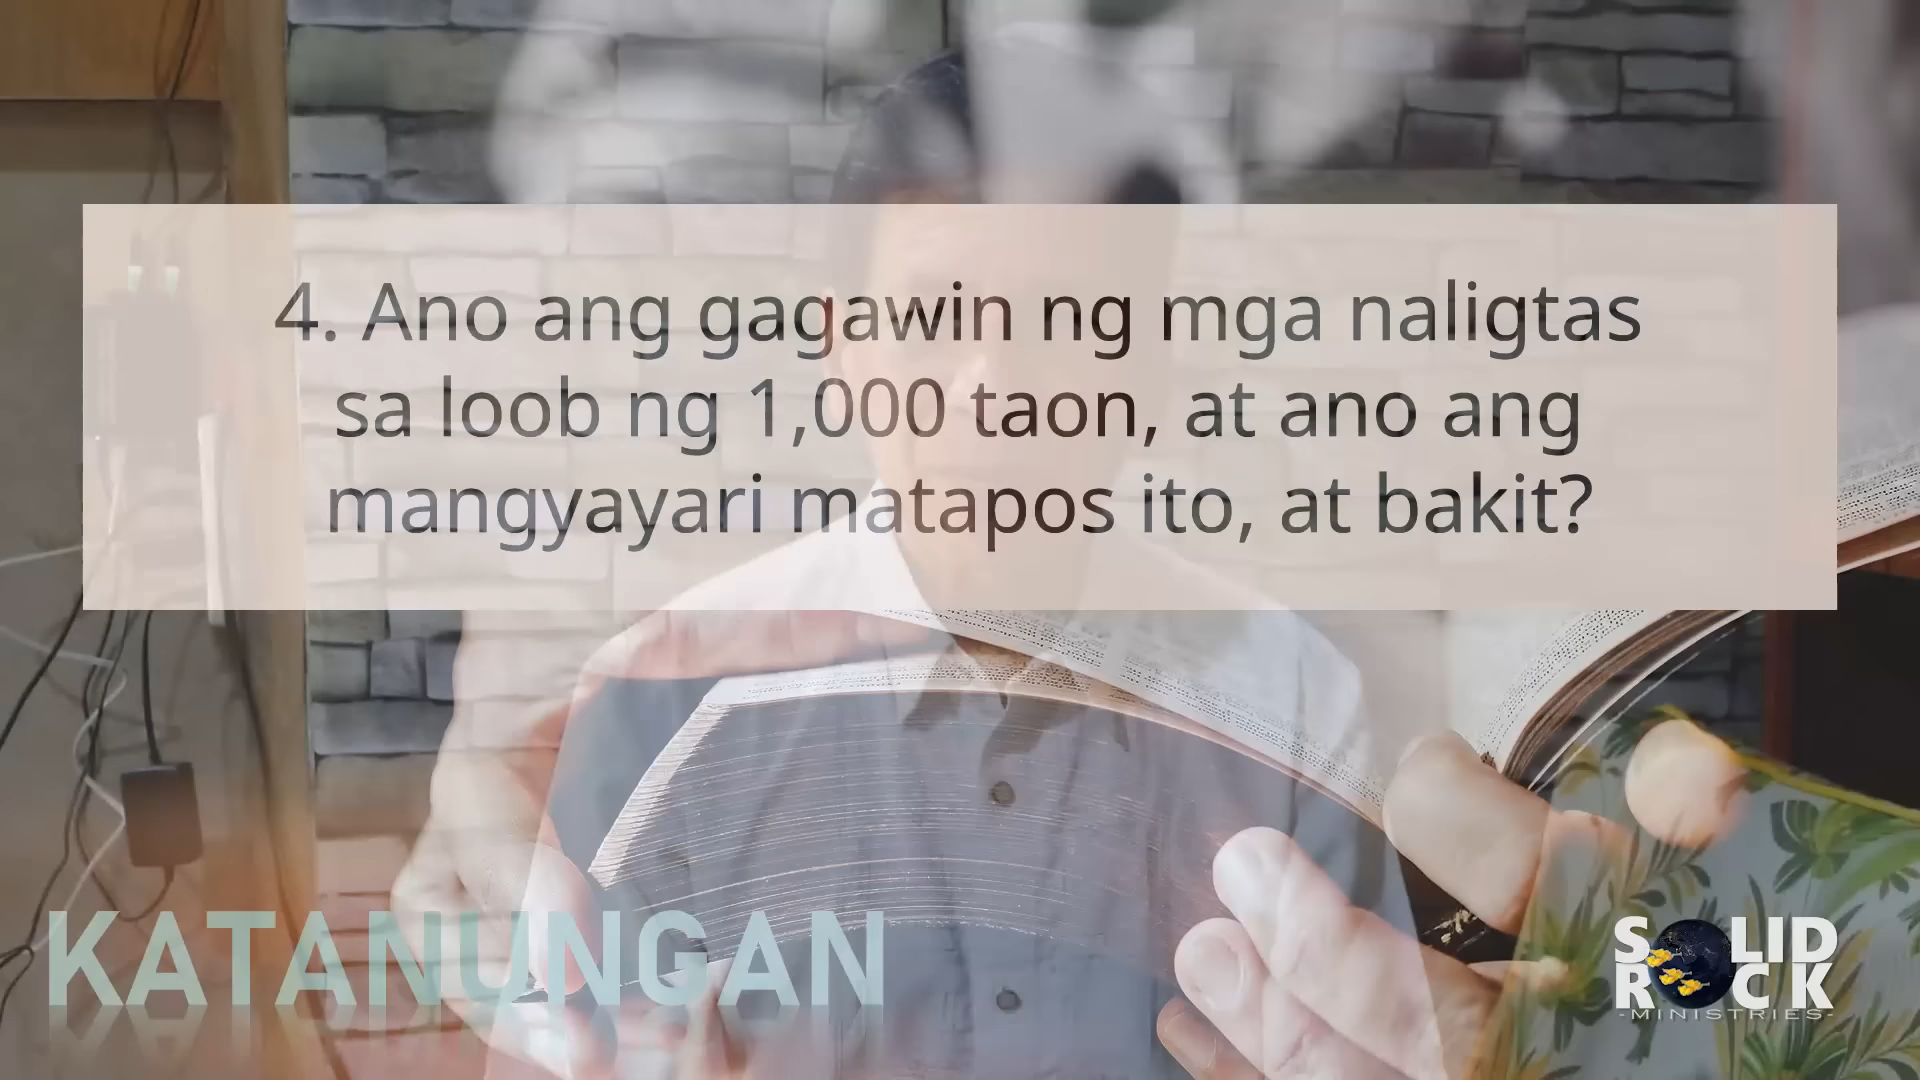 4. Ano ang gagawin ng mga naligtas
sa loob ng 1,000 taon, at ano ang
mangyayari matapos ito, at bakit?
KATANUNGAN
SOLID
ROCK
-MINISTRIES-